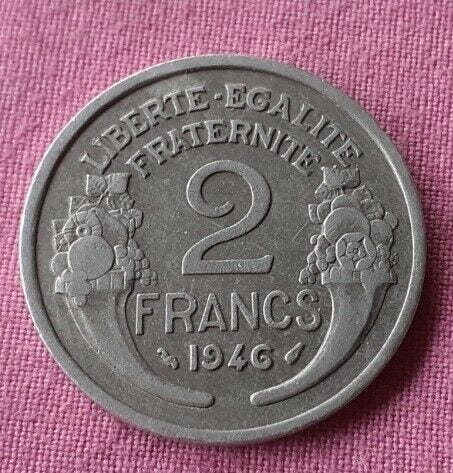 LIBERTE-EGALITE
FRATERNITE
2
FRANCS
1946